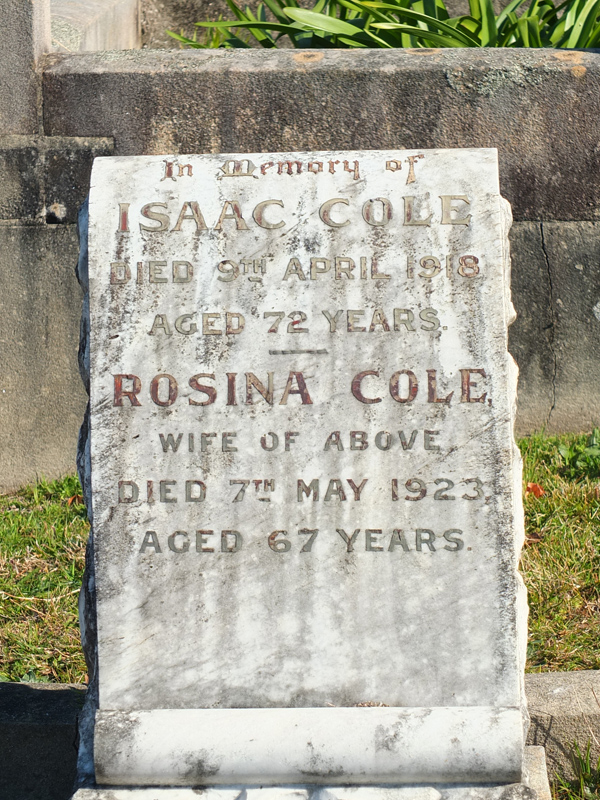 In Memory of
ISAAC COLE
DIED 9TH APRIL 1918
AGED 72 YEARS.
ROSINA COLE,
WIFE OF ABOVE,
DIED 7TH MAY 1923,
AGED 67 YEARS.